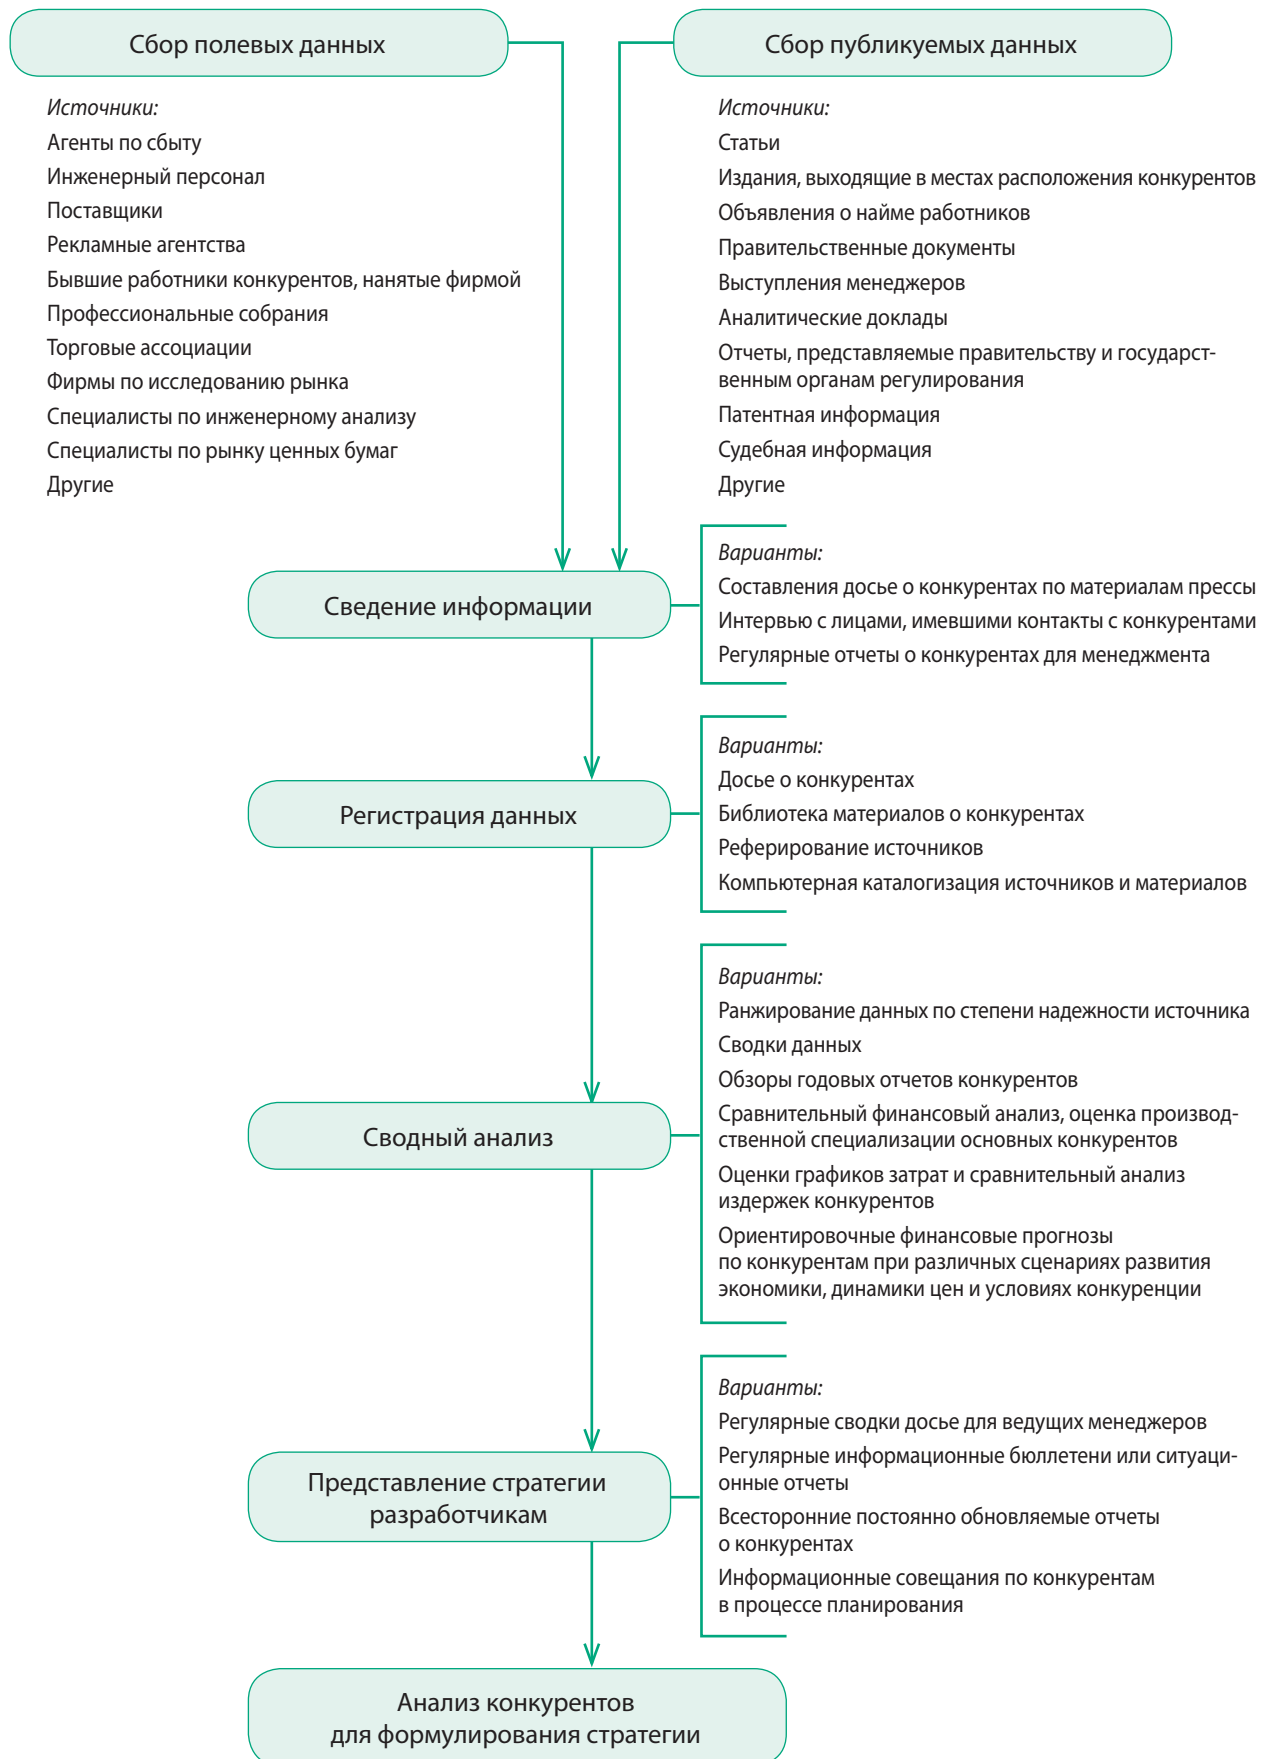 Сбор полевых данных
Источники:
Агенты по сбыту
Инженерный персонал
Поставщики
Рекламные агентства
Бывшие работники конкурентов, нанятые фирмой
Профессиональные собрания
Торговые ассоциации
Фирмы по исследованию рынка
Специалисты по инженерному анализу
Специалисты по рынку ценных бумаг
Другие
Сбор публикуемых данных
Источники:
Статьи
Издания, выходящие в местах расположения конкурентов
Объявления о найме работников
Правительственные документы
Выступления менеджеров
Аналитические доклады
Отчеты, представляемые правительству и государст-
венным органам регулирования
Патентная информация
Судебная информация
Другие
Сведение информации
Варианты:
Составления досье о конкурентах по материалам прессы
Интервью с лицами, имевшими контакты с конкурентами
Регулярные отчеты о конкурентах для менеджмента
Регистрация данных
Варианты:
Досье о конкурентах
Библиотека материалов о конкурентах
Реферирование источников
Компьютерная каталогизация источников и материалов
Сводный анализ
Варианты:
Ранжирование данных по степени надежности источника
Сводки данных
Обзоры годовых отчетов конкурентов
Сравнительный финансовый анализ, оценка производ-
ственной специализации основных конкурентов
Оценки графиков затрат и сравнительный анализ
издержек конкурентов
Ориентировочные финансовые прогнозы
по конкурентам при различных сценариях развития
экономики, динамики цен и условиях конкуренции
Представление стратегии
разработчикам
Варианты:
Регулярные сводки досье для ведущих менеджеров
Регулярные информационные бюллетени или ситуаци-
онные отчеты
Всесторонние постоянно обновляемые отчеты
о конкурентах
Информационные совещания по конкурентам
в процессе планирования
Анализ конкурентов
для формулирования стратегии